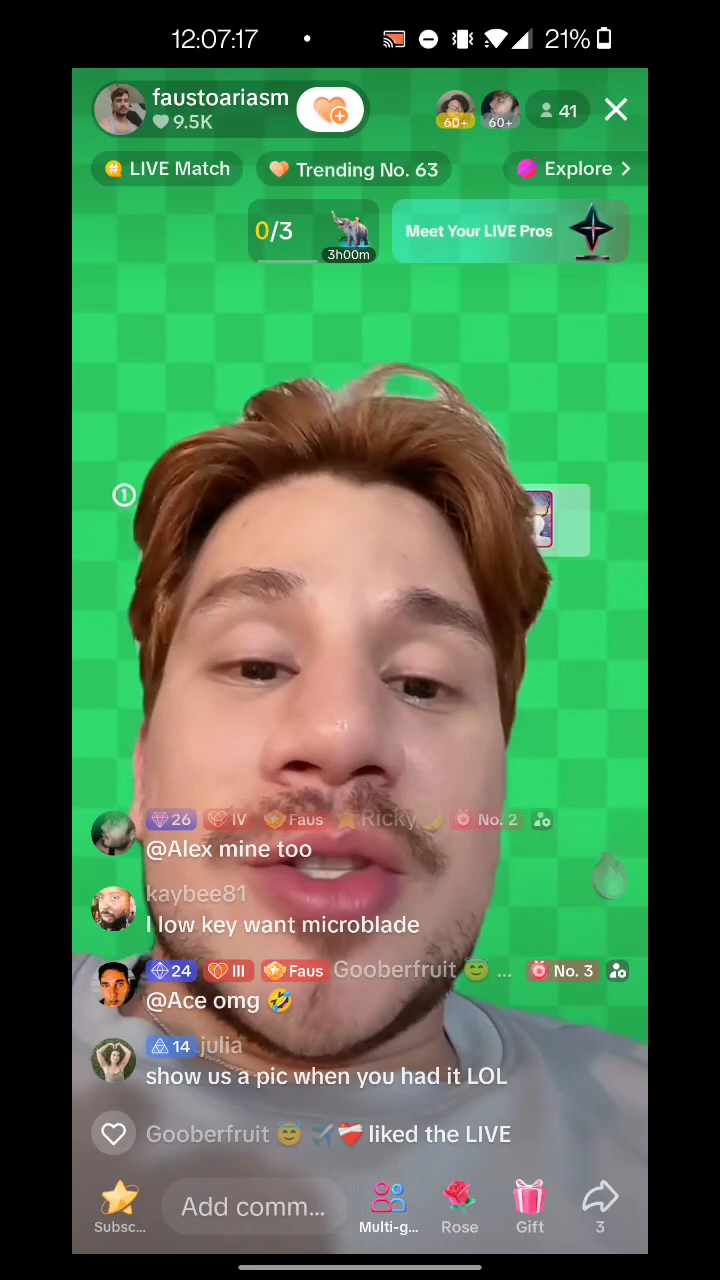 12:07:17
21%
faustoariasm
9.5K
60+
60+
41
LIVE Match
Trending No. 63
Explore
0/3
3h00m
Meet Your LIVE Pros
1
26 IV Faus ⭐Ricky🌙 No. 2
@Alex mine too
kaybee81
I low key want microblade
24 III Faus Gooberfruit 😇 ... No. 3
@Ace omg 🤣
14 julia
show us a pic when you had it LOL
Gooberfruit 😇 ✈️❤️‍🩹 liked the LIVE
Subsc...
Add comm...
Multi-g...
Rose
Gift
3